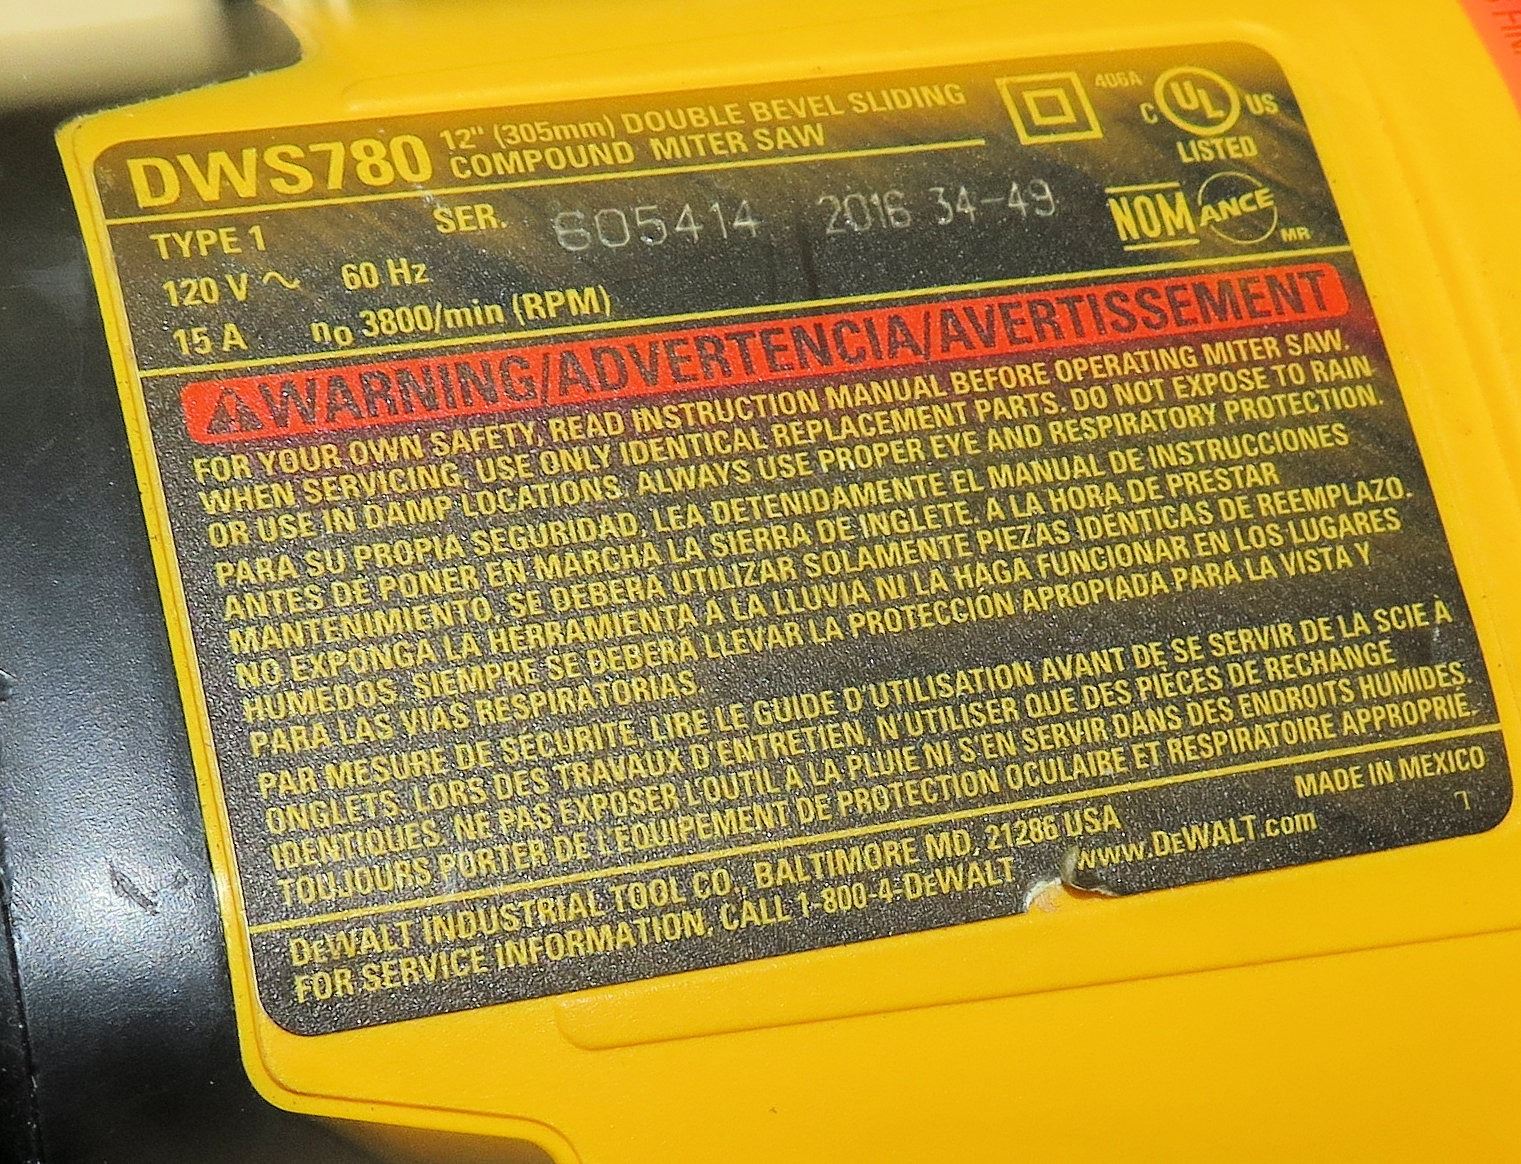 DWS780 12" (305mm) DOUBLE BEVEL SLIDING
COMPOUND MITER SAW
406A
C UL US
LISTED
TYPE 1 SER. 605414 2016 34-49
NOM ANCE MR
120 V ~ 60 Hz
15 A no 3800/min (RPM)
WARNING/ADVERTENCIA/AVERTISSEMENT
FOR YOUR OWN SAFETY, READ INSTRUCTION MANUAL BEFORE OPERATING MITER SAW.
WHEN SERVICING, USE ONLY IDENTICAL REPLACEMENT PARTS. DO NOT EXPOSE TO RAIN
OR USE IN DAMP LOCATIONS. ALWAYS USE PROPER EYE AND RESPIRATORY PROTECTION.
PARA SU PROPIA SEGURIDAD, LEA DETENIDAMENTE EL MANUAL DE INSTRUCCIONES
ANTES DE PONER EN MARCHA LA SIERRA DE INGLETE. A LA HORA DE PRESTAR
MANTENIMIENTO, SE DEBERÁ UTILIZAR SOLAMENTE PIEZAS IDÉNTICAS DE REEMPLAZO.
NO EXPONGA LA HERRAMIENTA A LA LLUVIA NI LA HAGA FUNCIONAR EN LOS LUGARES
HÚMEDOS. SIEMPRE SE DEBERÁ LLEVAR LA PROTECCIÓN APROPIADA PARA LA VISTA Y
PARA LAS VÍAS RESPIRATORIAS.
PAR MESURE DE SÉCURITÉ, LIRE LE GUIDE D'UTILISATION AVANT DE SE SERVIR DE LA SCIE À
ONGLETS. LORS DES TRAVAUX D'ENTRETIEN, N'UTILISER QUE DES PIÈCES DE RECHANGE
IDENTIQUES. NE PAS EXPOSER L'OUTIL À LA PLUIE NI S'EN SERVIR DANS DES ENDROITS HUMIDES.
TOUJOURS PORTER DE L'ÉQUIPEMENT DE PROTECTION OCULAIRE ET RESPIRATOIRE APPROPRIÉ.
DEWALT INDUSTRIAL TOOL CO., BALTIMORE MD, 21286 USA MADE IN MEXICO
FOR SERVICE INFORMATION, CALL 1-800-4-DEWALT www.DEWALT.com
7